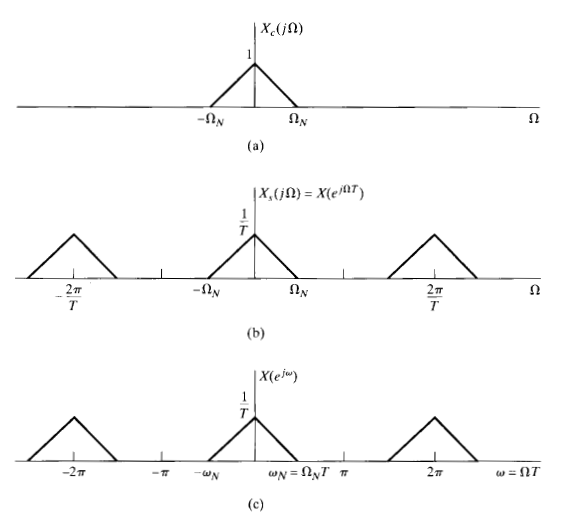 X_c(jΩ)
1
−Ω_N Ω_N Ω
(a)
X_s(jΩ) = X(e^{jΩT})
1/T
−2π/T −Ω_N Ω_N 2π/T Ω
(b)
X(e^{jω})
1/T
−2π −π −ω_N ω_N = Ω_N T π 2π ω = ΩT
(c)